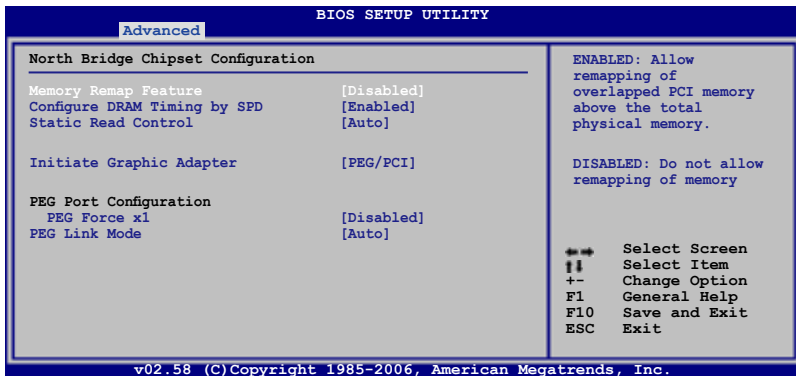 BIOS SETUP UTILITY
Advanced
North Bridge Chipset Configuration
Memory Remap Feature [Disabled]
Configure DRAM Timing by SPD [Enabled]
Static Read Control [Auto]
Initiate Graphic Adapter [PEG/PCI]
PEG Port Configuration
PEG Force x1 [Disabled]
PEG Link Mode [Auto]
ENABLED: Allow
remapping of
overlapped PCI memory
above the total
physical memory.
DISABLED: Do not allow
remapping of memory
Select Screen
Select Item
+- Change Option
F1 General Help
F10 Save and Exit
ESC Exit
v02.58 (C)Copyright 1985-2006, American Megatrends, Inc.